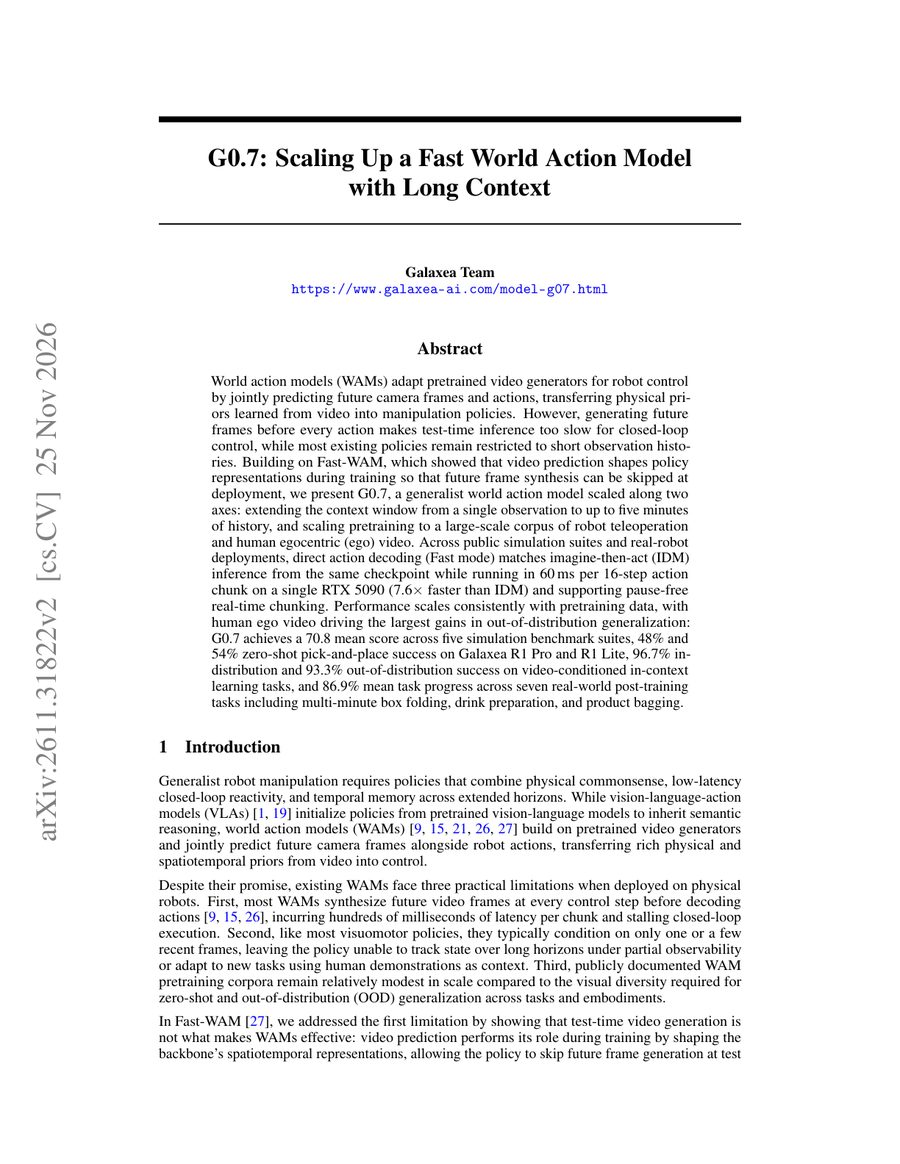 G0.7: Scaling Up a Fast World Action Model
with Long Context
Galaxea Team
https://www.galaxea-ai.com/model-g07.html
Abstract
World action models (WAMs) adapt pretrained video generators for robot control
by jointly predicting future camera frames and actions, transferring physical pri-
ors learned from video into manipulation policies. However, generating future
frames before every action makes test-time inference too slow for closed-loop
control, while most existing policies remain restricted to short observation histo-
ries. Building on Fast-WAM, which showed that video prediction shapes policy
representations during training so that future frame synthesis can be skipped at
deployment, we present G0.7, a generalist world action model scaled along two
axes: extending the context window from a single observation to up to five minutes
of history, and scaling pretraining to a large-scale corpus of robot teleoperation
and human egocentric (ego) video. Across public simulation suites and real-robot
deployments, direct action decoding (Fast mode) matches imagine-then-act (IDM)
inference from the same checkpoint while running in 60 ms per 16-step action
chunk on a single RTX 5090 (7.6× faster than IDM) and supporting pause-free
real-time chunking. Performance scales consistently with pretraining data, with
human ego video driving the largest gains in out-of-distribution generalization:
G0.7 achieves a 70.8 mean score across five simulation benchmark suites, 48% and
54% zero-shot pick-and-place success on Galaxea R1 Pro and R1 Lite, 96.7% in-
distribution and 93.3% out-of-distribution success on video-conditioned in-context
learning tasks, and 86.9% mean task progress across seven real-world post-training
tasks including multi-minute box folding, drink preparation, and product bagging.
1 Introduction
Generalist robot manipulation requires policies that combine physical commonsense, low-latency
closed-loop reactivity, and temporal memory across extended horizons. While vision-language-action
models (VLAs) [1, 19] initialize policies from pretrained vision-language models to inherit semantic
reasoning, world action models (WAMs) [9, 15, 21, 26, 27] build on pretrained video generators
and jointly predict future camera frames alongside robot actions, transferring rich physical and
spatiotemporal priors from video into control.
Despite their promise, existing WAMs face three practical limitations when deployed on physical
robots. First, most WAMs synthesize future video frames at every control step before decoding
actions [9, 15, 26], incurring hundreds of milliseconds of latency per chunk and stalling closed-loop
execution. Second, like most visuomotor policies, they typically condition on only one or a few
recent frames, leaving the policy unable to track state over long horizons under partial observability
or adapt to new tasks using human demonstrations as context. Third, publicly documented WAM
pretraining corpora remain relatively modest in scale compared to the visual diversity required for
zero-shot and out-of-distribution (OOD) generalization across tasks and embodiments.
In Fast-WAM [27], we addressed the first limitation by showing that test-time video generation is
not what makes WAMs effective: video prediction performs its role during training by shaping the
backbone's spatiotemporal representations, allowing the policy to skip future frame generation at test
arXiv:2611.31822v2 [cs.CV] 25 Nov 2026